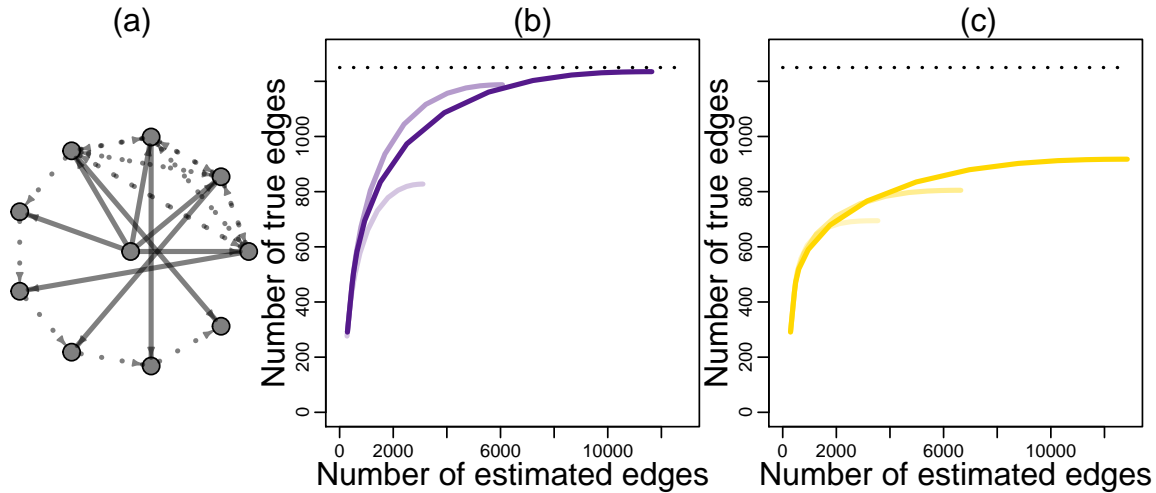 (a)
(b)
(c)
Number of true edges
0 200 400 600 800 1000
0 2000 6000 10000
Number of estimated edges
Number of true edges
0 200 400 600 800 1000
0 2000 6000 10000
Number of estimated edges